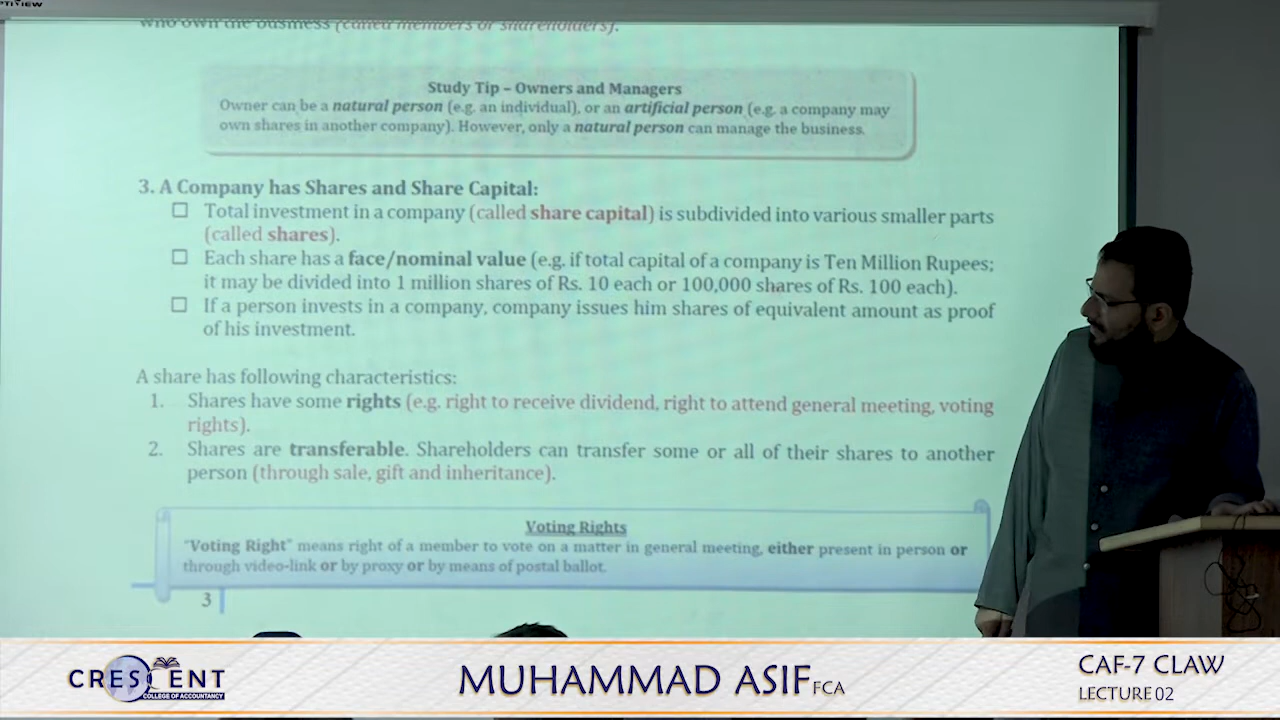 PTIVIEW
who own the business (called members or shareholders).
Study Tip – Owners and Managers
Owner can be a natural person (e.g. an individual), or an artificial person (e.g. a company may
own shares in another company). However, only a natural person can manage the business.
3. A Company has Shares and Share Capital:
☐ Total investment in a company (called share capital) is subdivided into various smaller parts
(called shares).
☐ Each share has a face/nominal value (e.g. if total capital of a company is Ten Million Rupees;
it may be divided into 1 million shares of Rs. 10 each or 100,000 shares of Rs. 100 each).
☐ If a person invests in a company, company issues him shares of equivalent amount as proof
of his investment.
A share has following characteristics:
1. Shares have some rights (e.g. right to receive dividend, right to attend general meeting, voting
rights).
2. Shares are transferable. Shareholders can transfer some or all of their shares to another
person (through sale, gift and inheritance).
Voting Rights
"Voting Right" means right of a member to vote on a matter in general meeting, either present in person or
through video-link or by proxy or by means of postal ballot.
3
CRESCENT
COLLEGE OF ACCOUNTANCY
MUHAMMAD ASIF FCA
CAF-7 CLAW
LECTURE 02